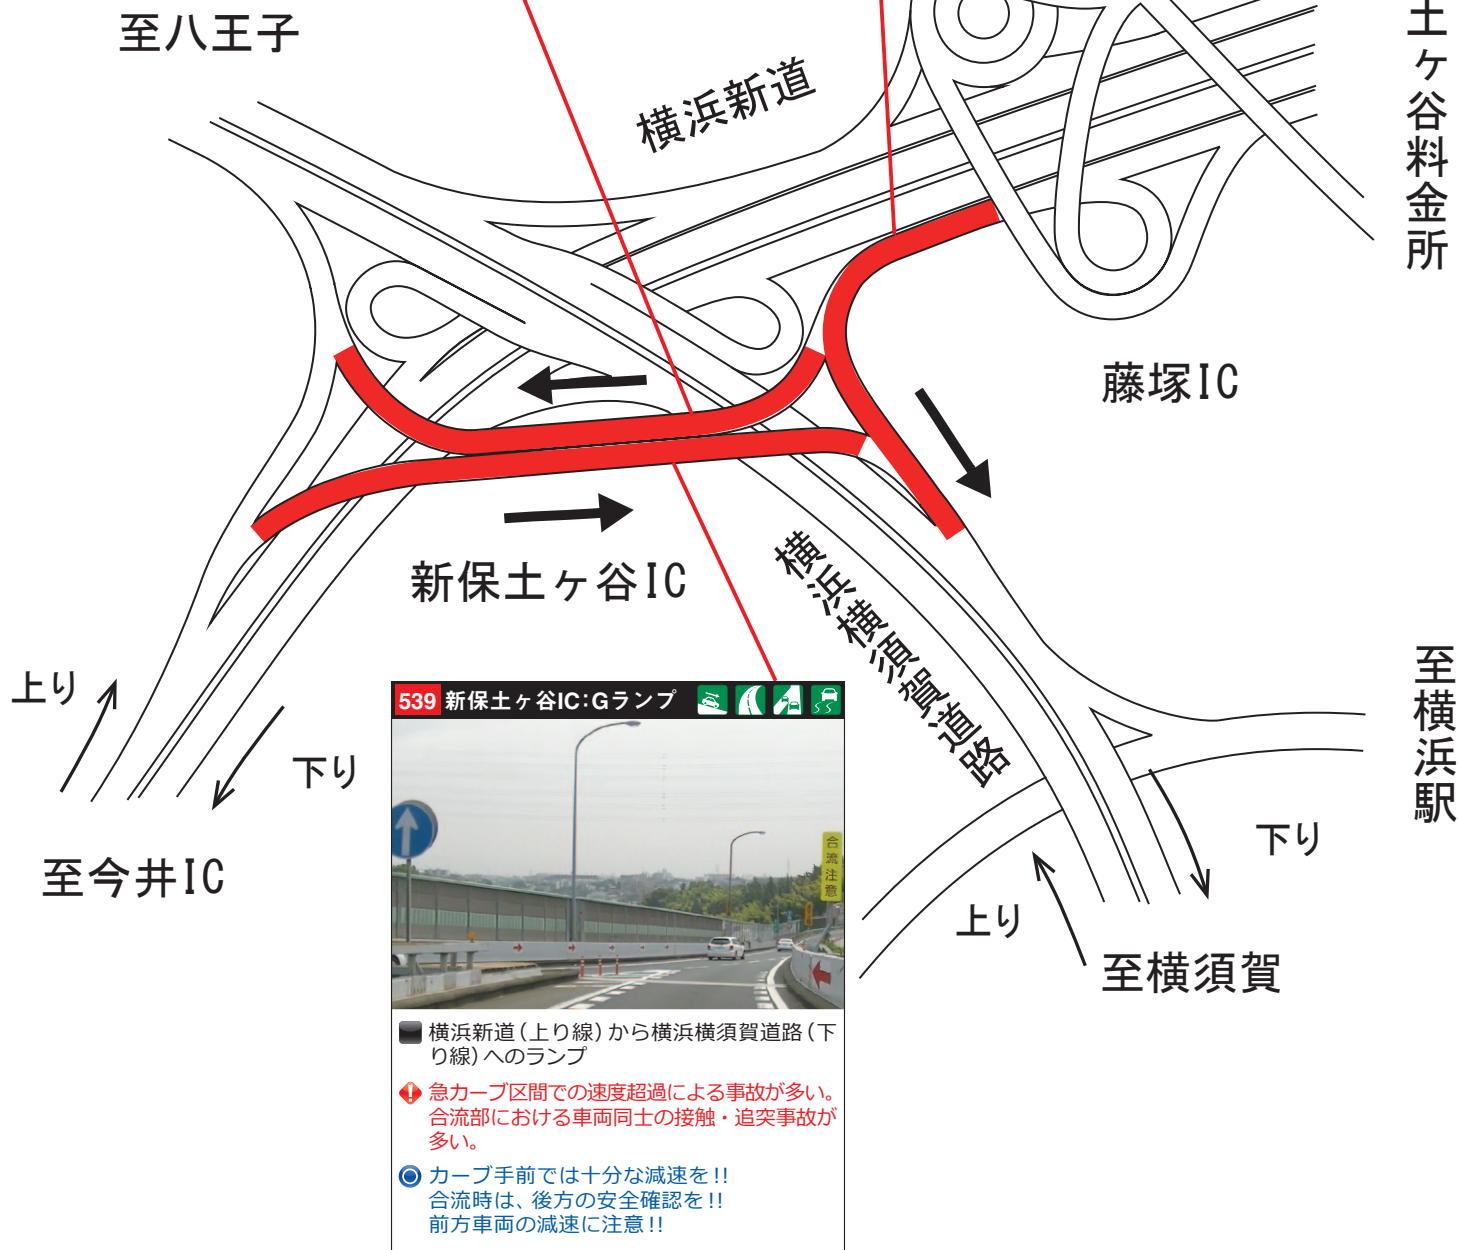 至八王子
横浜新道
土ヶ谷料金所
藤塚IC
新保土ヶ谷IC
横浜横須賀道路
至横浜駅
上り
下り
至今井IC
下り
上り
至横須賀
539 新保土ヶ谷IC:Gランプ
合流注意
横浜新道(上り線)から横浜横須賀道路(下
り線)へのランプ
急カーブ区間での速度超過による事故が多い。
合流部における車両同士の接触・追突事故が
多い。
カーブ手前では十分な減速を!!
合流時は、後方の安全確認を!!
前方車両の減速に注意!!